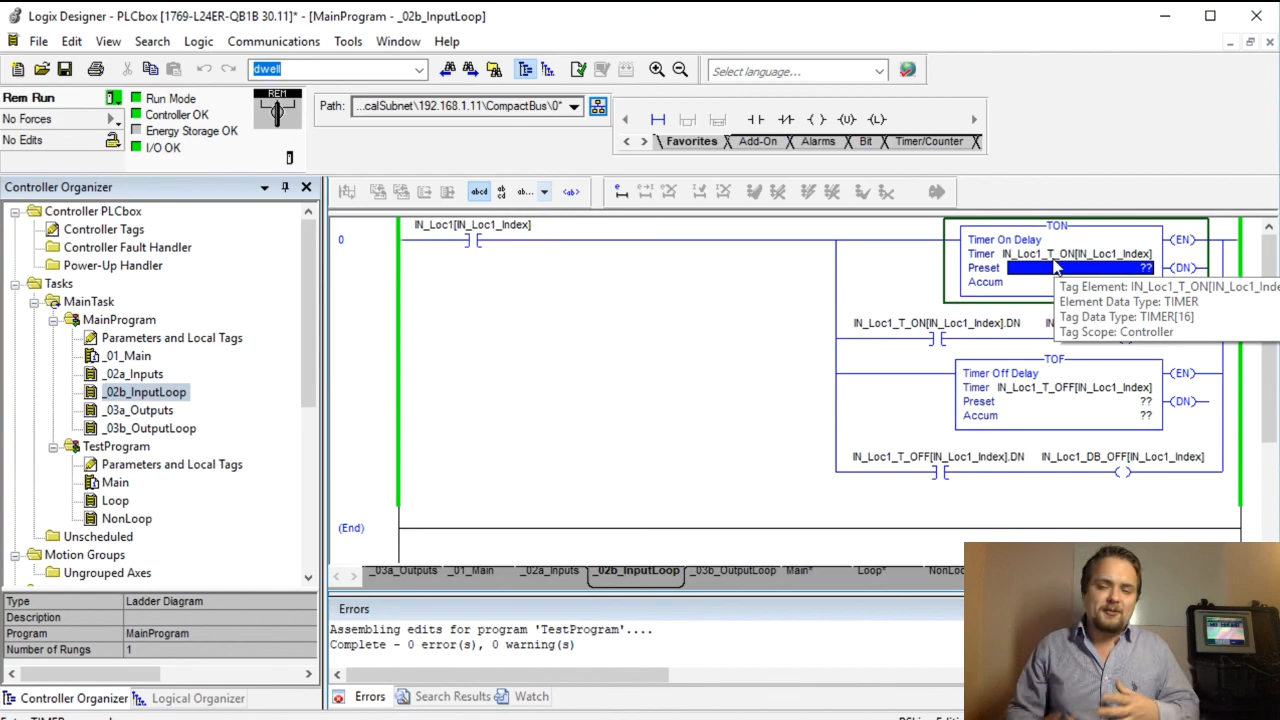 Logix Designer - PLCbox [1769-L24ER-QB1B 30.11]* - [MainProgram - _02b_InputLoop]
File Edit View Search Logic Communications Tools Window Help
dwell
Select language...
Rem Run
No Forces
No Edits
Run Mode
Controller OK
Energy Storage OK
I/O OK
REM
Path: ...calSubnet\192.168.1.11\CompactBus\0*
Favorites Add-On Alarms Bit Timer/Counter
Controller Organizer
Controller PLCbox
Controller Tags
Controller Fault Handler
Power-Up Handler
Tasks
MainTask
MainProgram
Parameters and Local Tags
_01_Main
_02a_Inputs
_02b_InputLoop
_03a_Outputs
_03b_OutputLoop
TestProgram
Parameters and Local Tags
Main
Loop
NonLoop
Unscheduled
Motion Groups
Ungrouped Axes
Type Ladder Diagram
Description
Program MainProgram
Number of Rungs 1
Controller Organizer Logical Organizer
0
IN_Loc1[IN_Loc1_Index]
TON
Timer On Delay
Timer IN_Loc1_T_ON[IN_Loc1_Index]
Preset ??
Accum
EN
DN
Tag Element: IN_Loc1_T_ON[IN_Loc1_Inde
Element Data Type: TIMER
Tag Data Type: TIMER[16]
Tag Scope: Controller
IN_Loc1_T_ON[IN_Loc1_Index].DN
TOF
Timer Off Delay
Timer IN_Loc1_T_OFF[IN_Loc1_Index]
Preset ??
Accum ??
EN
DN
IN_Loc1_T_OFF[IN_Loc1_Index].DN IN_Loc1_DB_OFF[IN_Loc1_Index]
(End)
_03a_Outputs _01_Main _02a_Inputs _02b_InputLoop _03b_OutputLoop Main* Loop* NonLo
Errors
Assembling edits for program 'TestProgram'....
Complete - 0 error(s), 0 warning(s)
Errors Search Results Watch